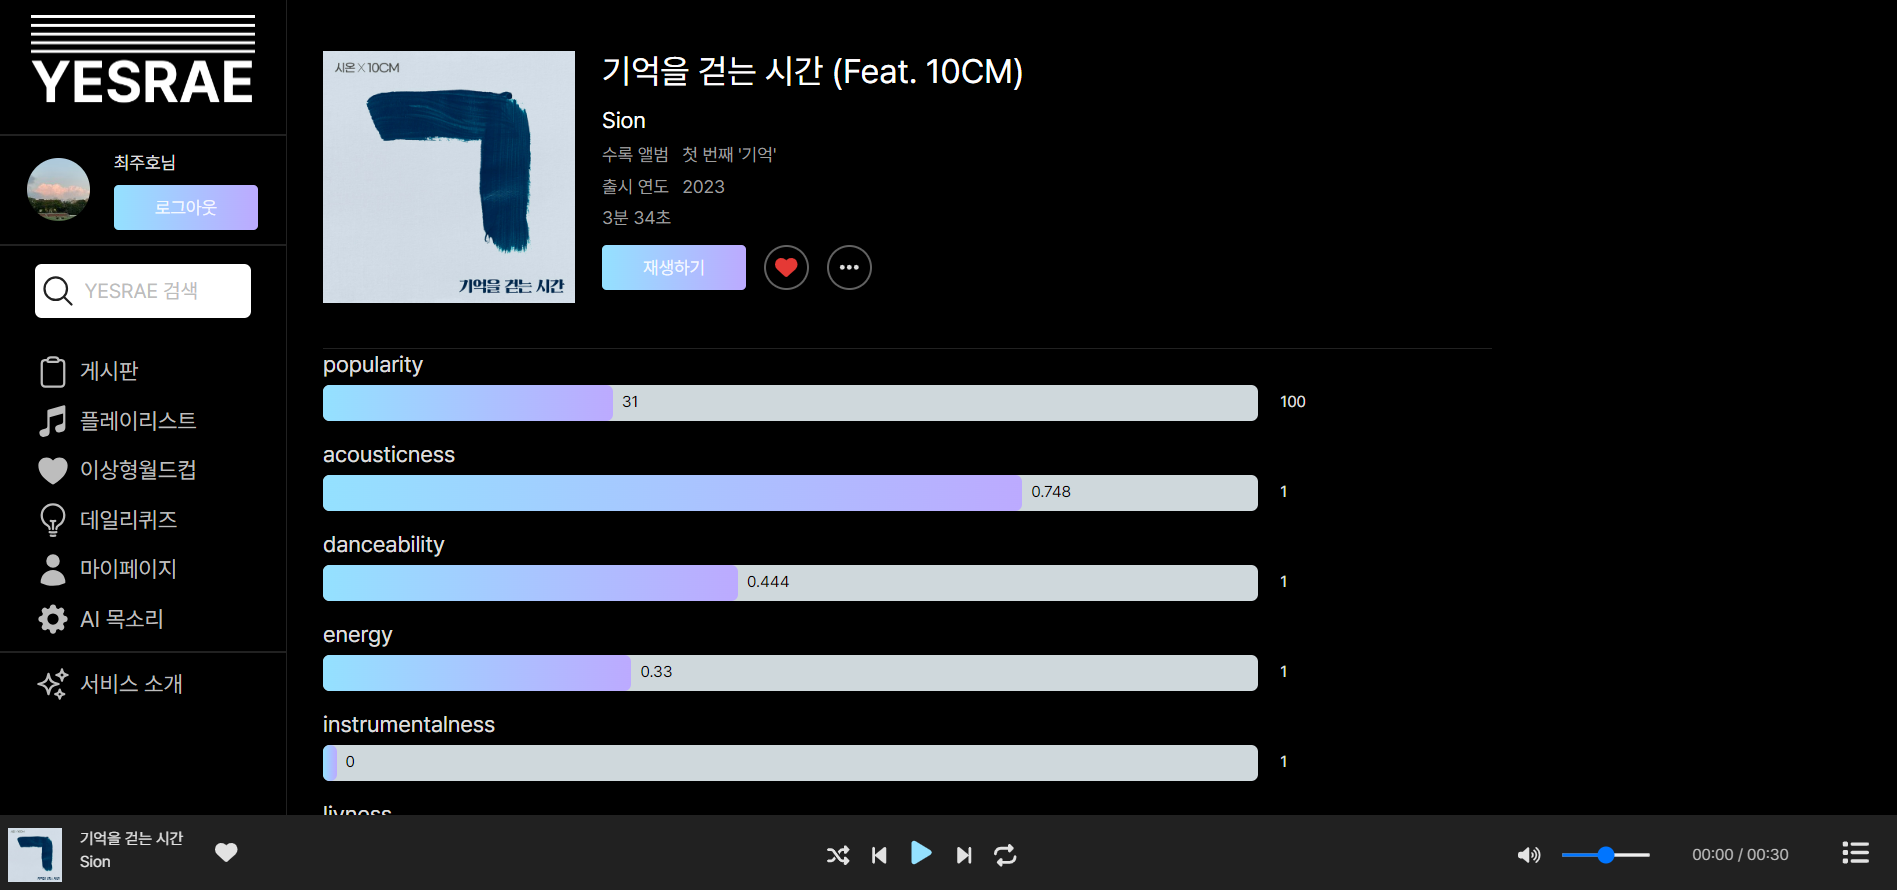 YESRAE
최주호님
로그아웃
YESRAE 검색
게시판
플레이리스트
이상형월드컵
데일리퀴즈
마이페이지
AI 목소리
서비스 소개
시온 X 10CM
기억을 걷는 시간
기억을 걷는 시간 (Feat. 10CM)
Sion
수록 앨범 첫 번째 '기억'
출시 연도 2023
3분 34초
재생하기
popularity
31 100
acousticness
0.748 1
danceability
0.444 1
energy
0.33 1
instrumentalness
0 1
livness
기억을 걷는 시간
Sion
00:00 / 00:30